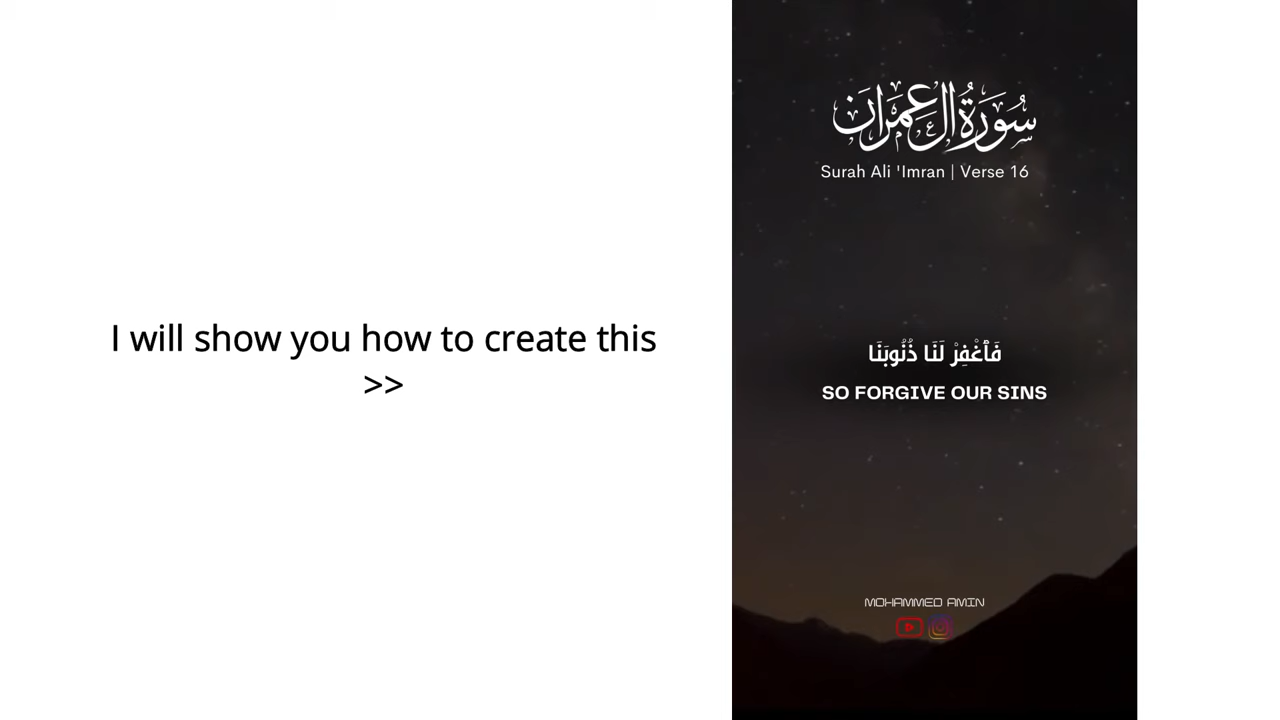 I will show you how to create this
>>
سُورَةُ آلِ عِمْرَان
Surah Ali 'Imran | Verse 16
فَٱغْفِرْ لَنَا ذُنُوبَنَا
SO FORGIVE OUR SINS
MOHAMMED AMIN